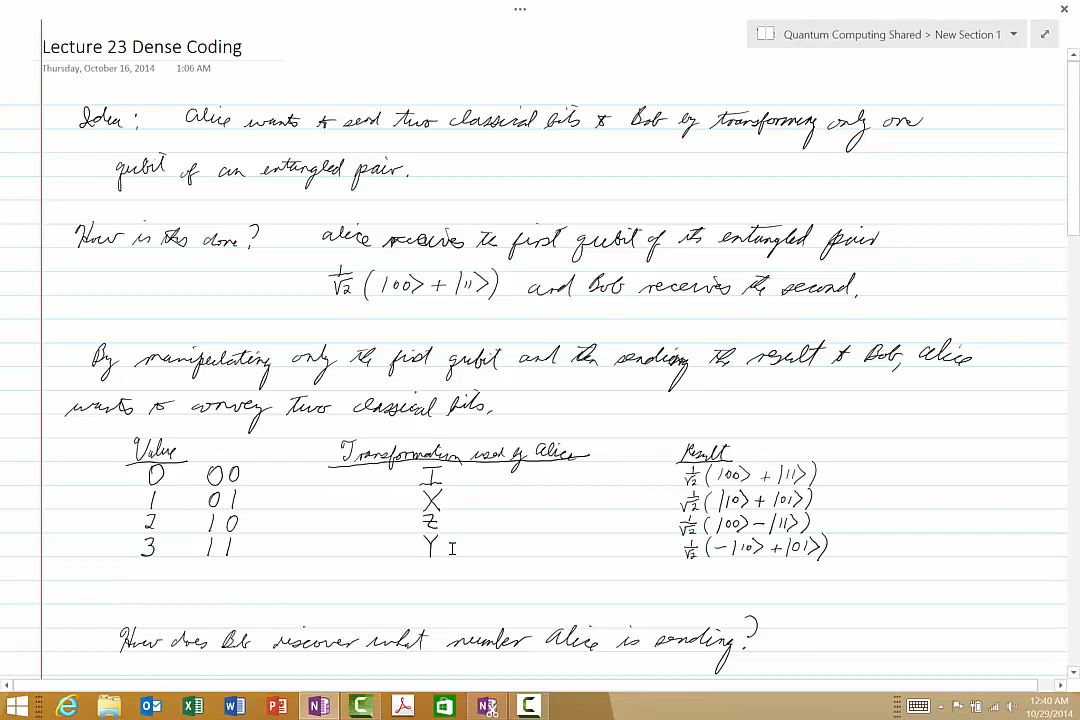 Lecture 23 Dense Coding
Quantum Computing Shared > New Section 1
Thursday, October 16, 2014 1:06 AM
Idea: Alice wants to send two classical bits to Bob by transforming only one
qubit of an entangled pair.
How is this done? Alice receives the first qubit of its entangled pair
1/√2 (|00> + |11>) and Bob receives the second.
By manipulating only the first qubit and then sending the result to Bob, Alice
wants to convey two classical bits.
Value Transformation used by Alice Result
0 00 I 1/√2 (|00> + |11>)
1 01 X 1/√2 (|10> + |01>)
2 10 Z 1/√2 (|00> - |11>)
3 11 Y 1/√2 (-|10> + |01>)
How does Bob discover what number Alice is sending?
12:40 AM
10/29/2014